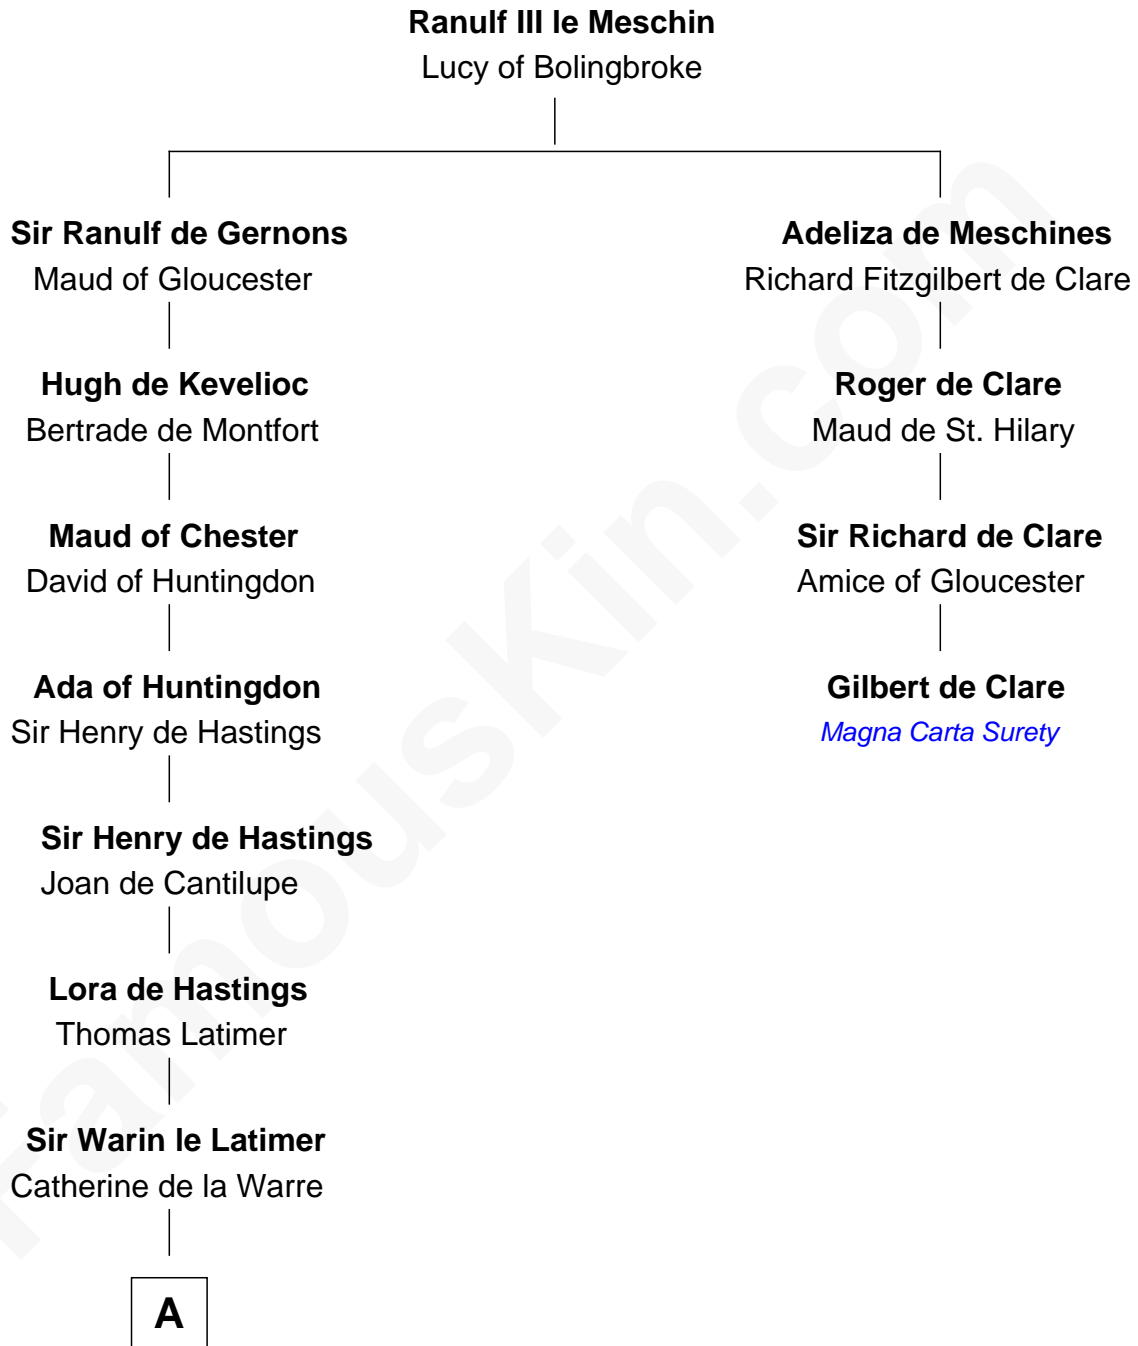 Ranulf III le Meschin
Lucy of Bolingbroke
Sir Ranulf de Gernons
Maud of Gloucester
Adeliza de Meschines
Richard Fitzgilbert de Clare
Hugh de Kevelioc
Bertrade de Montfort
Roger de Clare
Maud de St. Hilary
Maud of Chester
David of Huntingdon
Sir Richard de Clare
Amice of Gloucester
Ada of Huntingdon
Sir Henry de Hastings
Gilbert de Clare
Magna Carta Surety
Sir Henry de Hastings
Joan de Cantilupe
Lora de Hastings
Thomas Latimer
Sir Warin le Latimer
Catherine de la Warre
A
FamousKin.com